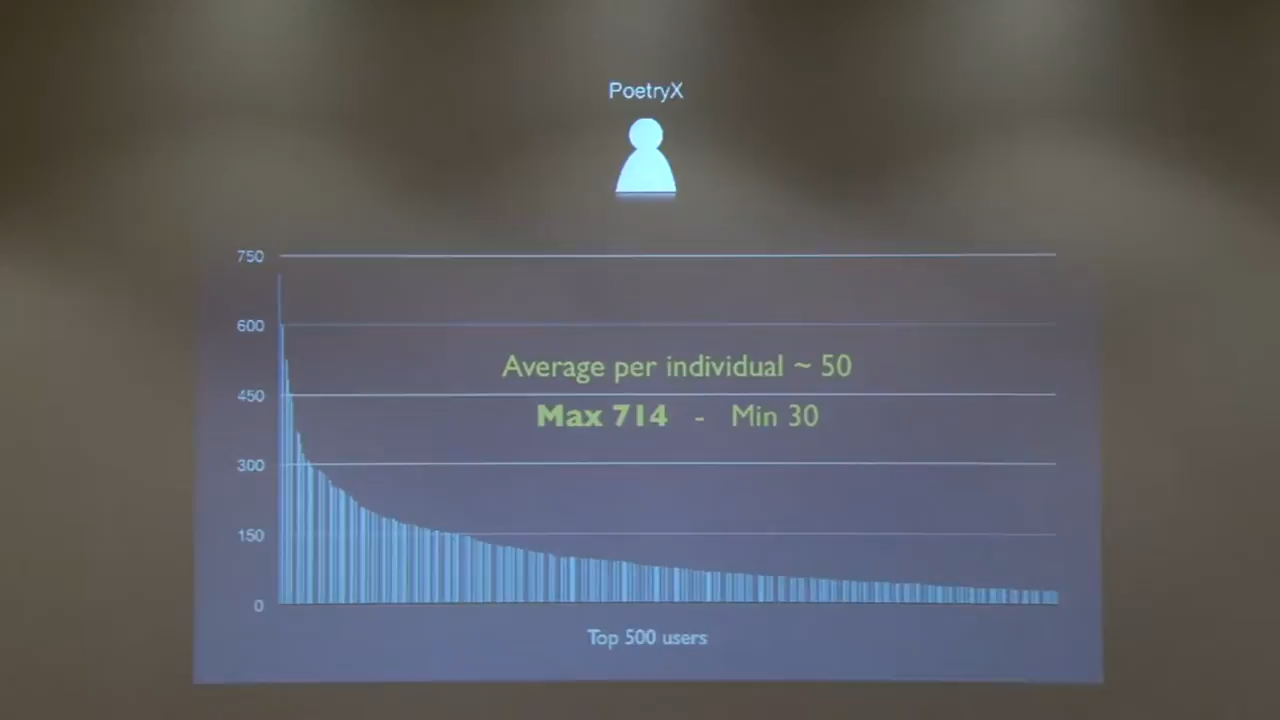 PoetryX
750
600
Average per individual ~ 50
450
Max 714 - Min 30
300
150
0
Top 500 users